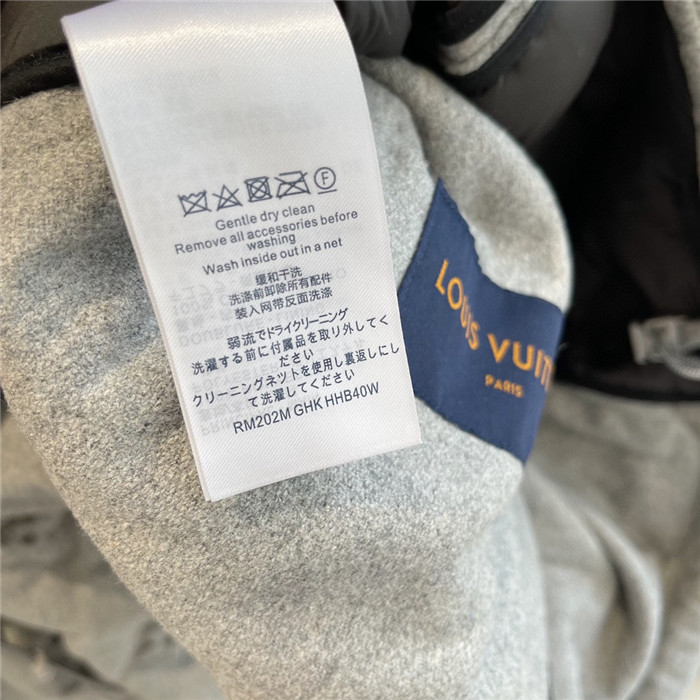 F
Gentle dry clean
Remove all accessories before
washing
Wash inside out in a net
缓和干洗
洗涤前卸除所有配件
装入网带反面洗涤
弱流でドライクリーニング
洗濯する前に付属品を取り外してく
ださい
クリーニングネットを使用し裏返しにし
て洗濯してください
RM202M GHK HHB40W
LOUIS VUIT
PARIS